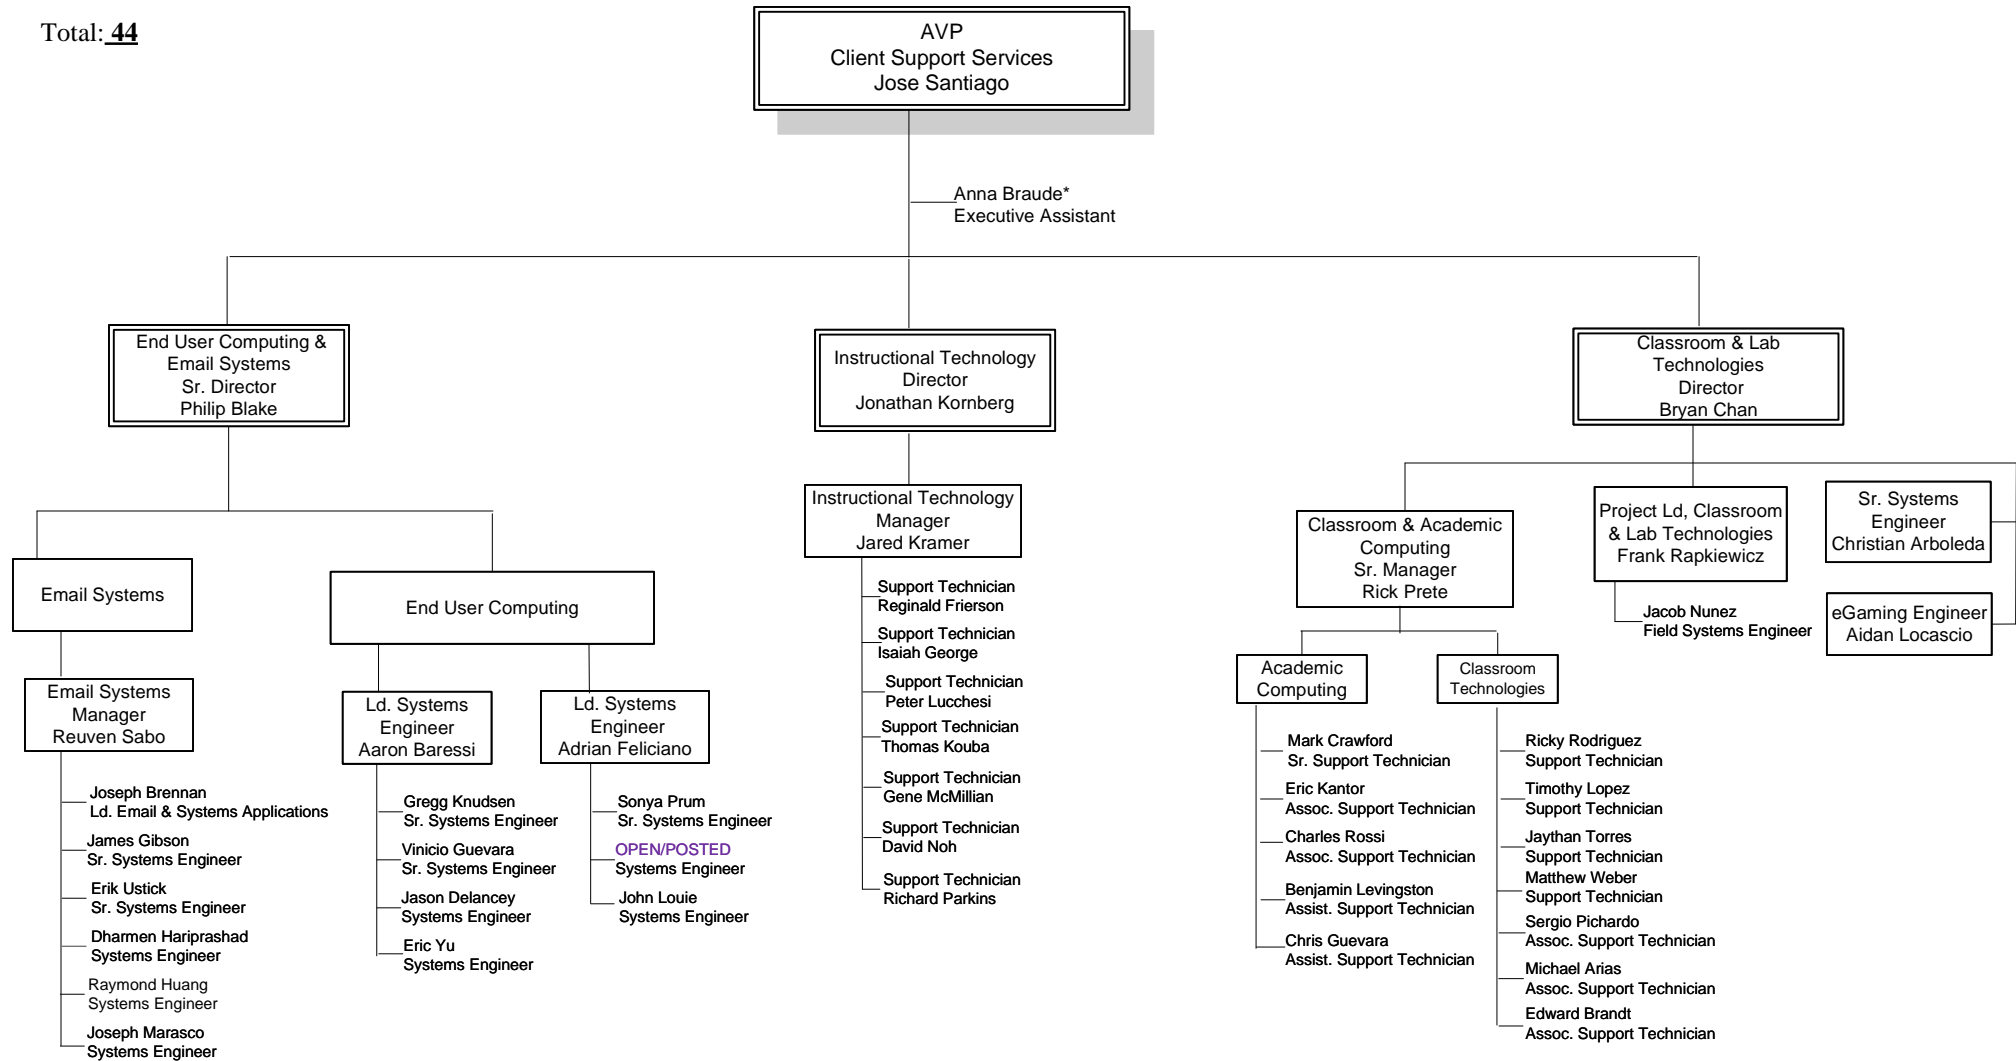 Total: 44
AVP
Client Support Services
Jose Santiago
Anna Braude*
Executive Assistant
End User Computing &
Email Systems
Sr. Director
Philip Blake
Instructional Technology
Director
Jonathan Kornberg
Classroom & Lab
Technologies
Director
Bryan Chan
Email Systems
Email Systems
Manager
Reuven Sabo
Joseph Brennan
Ld. Email & Systems Applications
James Gibson
Sr. Systems Engineer
Erik Ustick
Sr. Systems Engineer
Dharmen Hariprashad
Systems Engineer
Raymond Huang
Systems Engineer
Joseph Marasco
Systems Engineer
End User Computing
Ld. Systems
Engineer
Aaron Baressi
Gregg Knudsen
Sr. Systems Engineer
Vinicio Guevara
Sr. Systems Engineer
Jason Delancey
Systems Engineer
Eric Yu
Systems Engineer
Ld. Systems
Engineer
Adrian Feliciano
Sonya Prum
Sr. Systems Engineer
OPEN/POSTED
Systems Engineer
John Louie
Systems Engineer
Instructional Technology
Manager
Jared Kramer
Support Technician
Reginald Frierson
Support Technician
Isaiah George
Support Technician
Peter Lucchesi
Support Technician
Thomas Kouba
Support Technician
Gene McMillian
Support Technician
David Noh
Support Technician
Richard Parkins
Classroom & Academic
Computing
Sr. Manager
Rick Prete
Academic
Computing
Mark Crawford
Sr. Support Technician
Eric Kantor
Assoc. Support Technician
Charles Rossi
Assoc. Support Technician
Benjamin Levingston
Assist. Support Technician
Chris Guevara
Assist. Support Technician
Classroom
Technologies
Ricky Rodriguez
Support Technician
Timothy Lopez
Support Technician
Jaythan Torres
Support Technician
Matthew Weber
Support Technician
Sergio Pichardo
Assoc. Support Technician
Michael Arias
Assoc. Support Technician
Edward Brandt
Assoc. Support Technician
Project Ld, Classroom
& Lab Technologies
Frank Rapkiewicz
Jacob Nunez
Field Systems Engineer
Sr. Systems
Engineer
Christian Arboleda
eGaming Engineer
Aidan Locascio